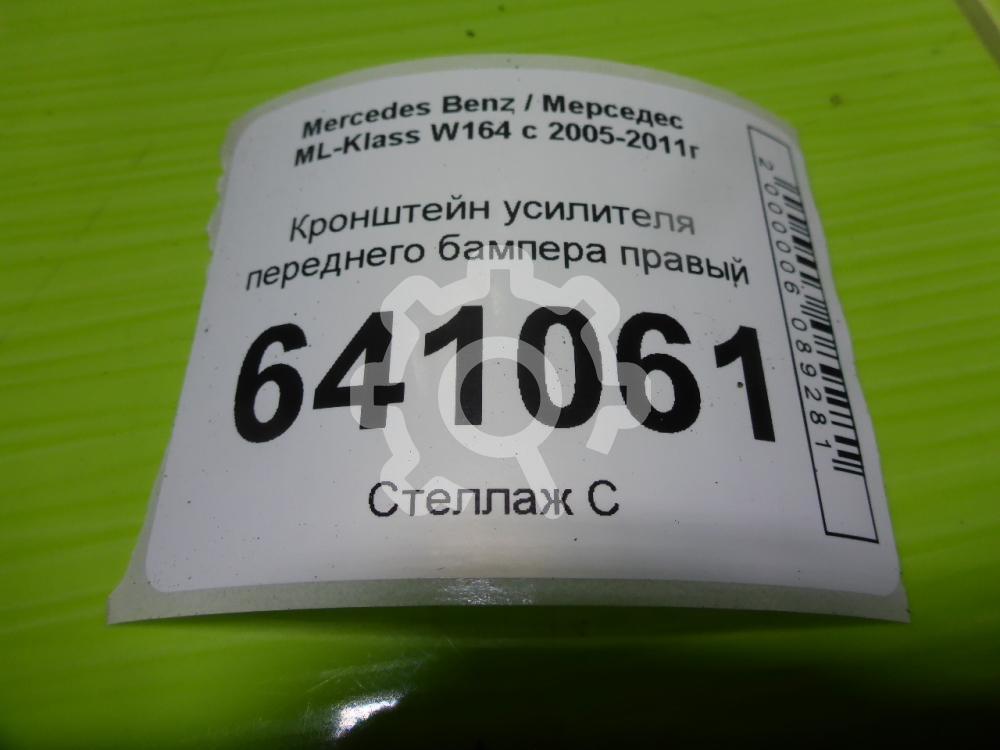 Mercedes Benz / Мерседес
ML-Klass W164 с 2005-2011г
Кронштейн усилителя
переднего бампера правый
641061
Стеллаж С
2000006089281